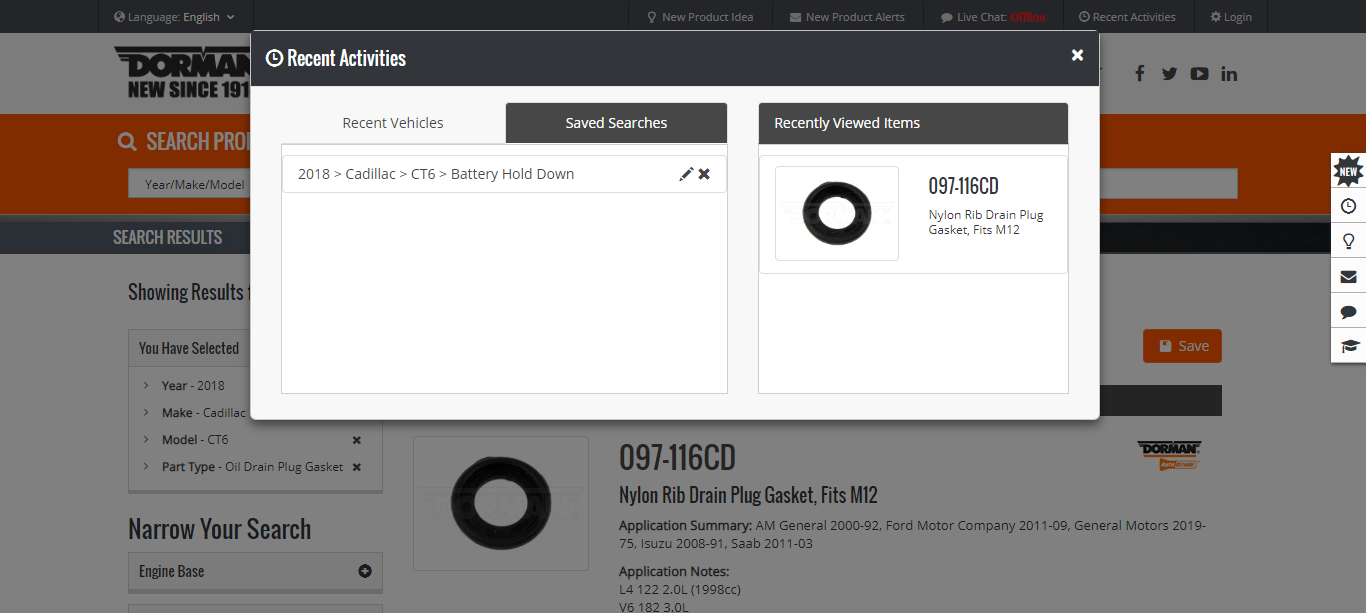 Language: English
New Product Idea
New Product Alerts
Live Chat: Offline
Recent Activities
Login
DORMAN
NEW SINCE 191
Recent Activities
Recent Vehicles
Saved Searches
Recently Viewed Items
2018 > Cadillac > CT6 > Battery Hold Down
097-116CD
Nylon Rib Drain Plug
Gasket, Fits M12
NEW
SEARCH
Year/Make/Model
SEARCH RESULTS
Showing Results
Save
You Have Selected
Year - 2018
Make - Cadillac
Model - CT6
Part Type - Oil Drain Plug Gasket
Narrow Your Search
Engine Base
DORMAN
097-116CD
DORMAN
Nylon Rib Drain Plug Gasket, Fits M12
Application Summary: AM General 2000-92, Ford Motor Company 2011-09, General Motors 2019-
75, Isuzu 2008-91, Saab 2011-03
Application Notes:
L4 122 2.0L (1998cc)
V6 182 3.0L